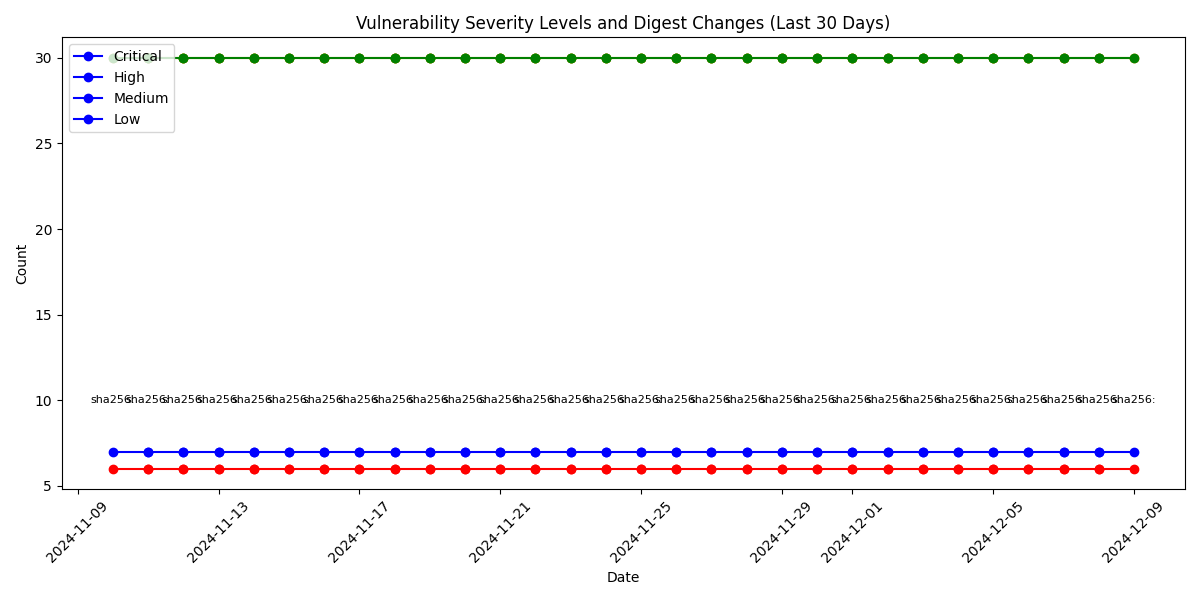 Vulnerability Severity Levels and Digest Changes (Last 30 Days)
Critical
High
Medium
Low
Count
30
25
20
15
10
5
sha256: sha256: sha256: sha256: sha256: sha256: sha256: sha256: sha256: sha256: sha256: sha256: sha256: sha256: sha256: sha256: sha256: sha256: sha256: sha256: sha256: sha256: sha256: sha256: sha256: sha256: sha256: sha256: sha256: sha256:
2024-11-09
2024-11-13
2024-11-17
2024-11-21
2024-11-25
2024-11-29
2024-12-01
2024-12-05
2024-12-09
Date